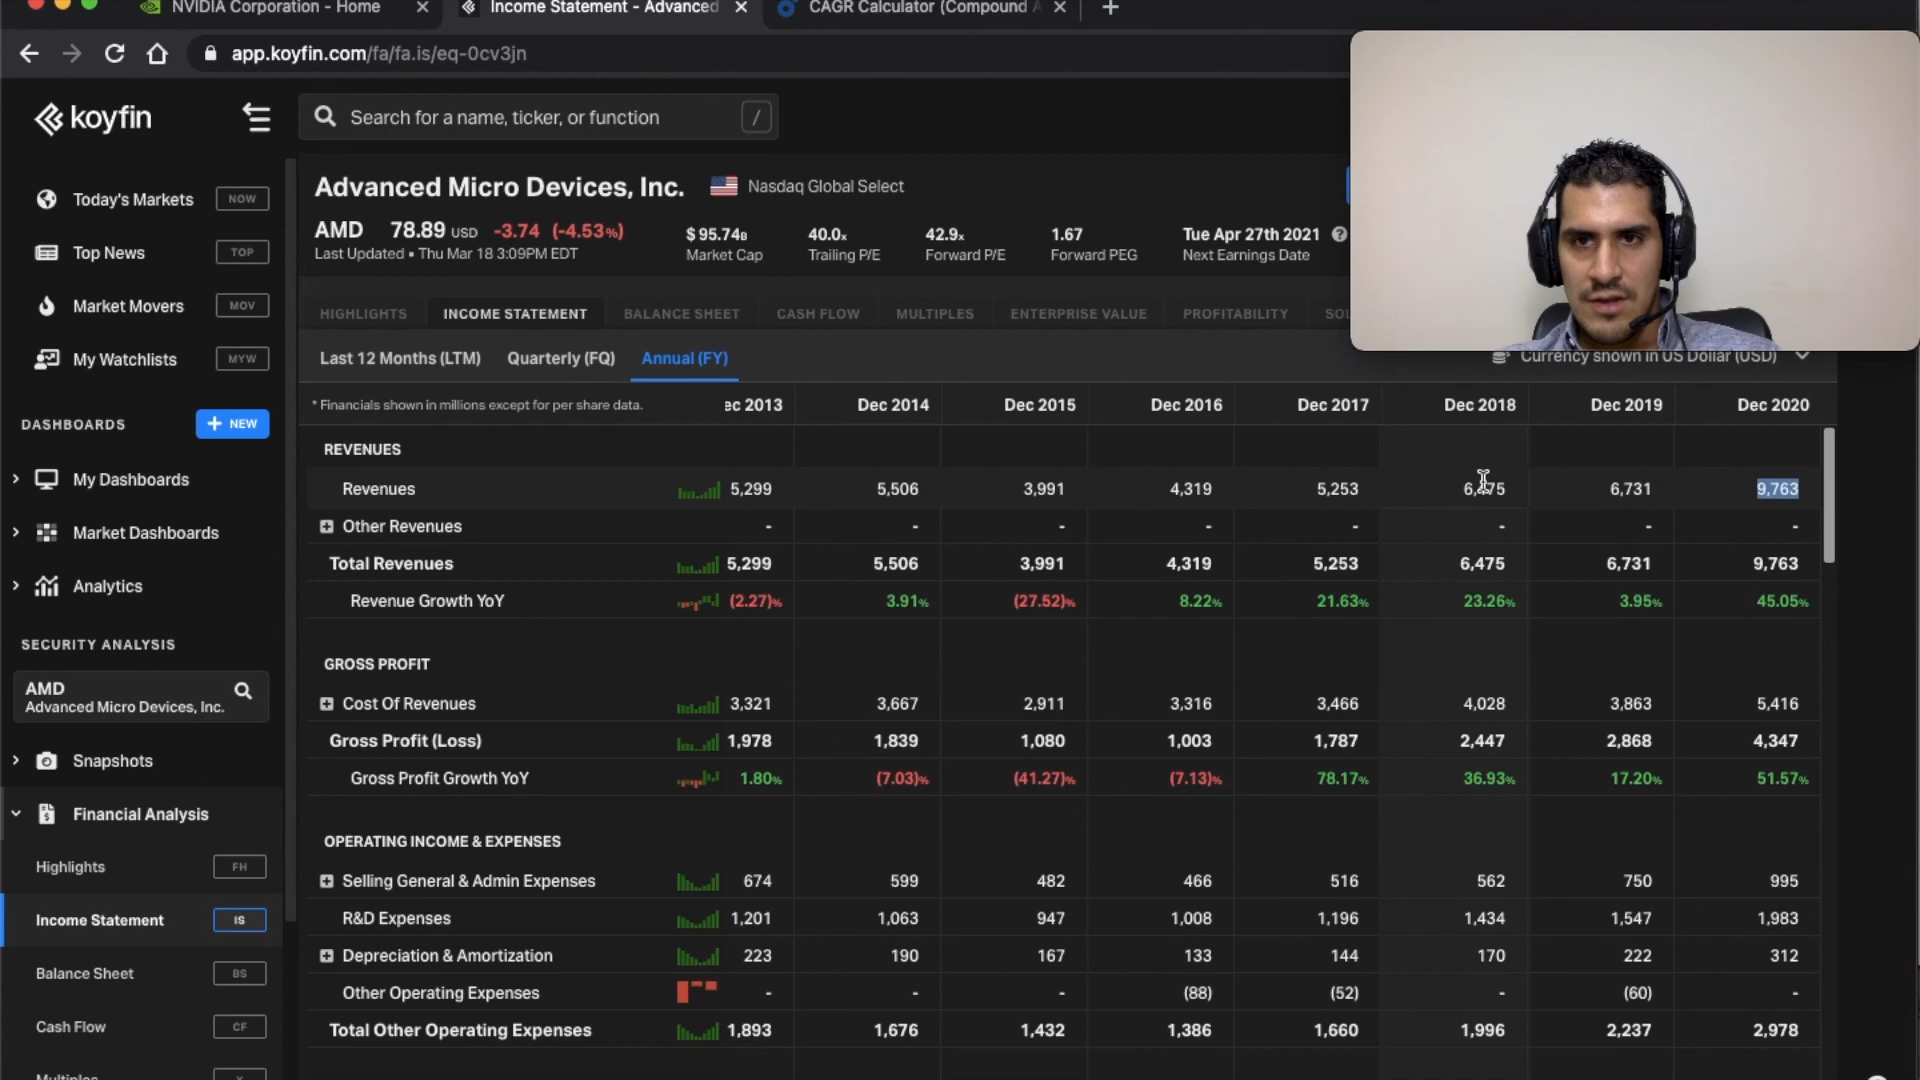 NVIDIA Corporation - Home
Income Statement - Advanced
CAGR Calculator (Compound A
app.koyfin.com/fa/fa.is/eq-0cv3jn
koyfin
Search for a name, ticker, or function /
Today's Markets NOW
Top News TOP
Market Movers MOV
My Watchlists MYW
DASHBOARDS + NEW
My Dashboards
Market Dashboards
Analytics
SECURITY ANALYSIS
AMD
Advanced Micro Devices, Inc.
Snapshots
Financial Analysis
Highlights FH
Income Statement IS
Balance Sheet BS
Cash Flow CF
Multiples
Advanced Micro Devices, Inc. Nasdaq Global Select
AMD 78.89 USD -3.74 (-4.53%)
Last Updated • Thu Mar 18 3:09PM EDT
$ 95.74B
Market Cap
40.0x
Trailing P/E
42.9x
Forward P/E
1.67
Forward PEG
Tue Apr 27th 2021 ?
Next Earnings Date
HIGHLIGHTS INCOME STATEMENT BALANCE SHEET CASH FLOW MULTIPLES ENTERPRISE VALUE PROFITABILITY SOL
Last 12 Months (LTM) Quarterly (FQ) Annual (FY) Currency shown in US Dollar (USD)
* Financials shown in millions except for per share data. ec 2013 Dec 2014 Dec 2015 Dec 2016 Dec 2017 Dec 2018 Dec 2019 Dec 2020
REVENUES
Revenues 5,299 5,506 3,991 4,319 5,253 6,475 6,731 9,763
Other Revenues - - - - - - - -
Total Revenues 5,299 5,506 3,991 4,319 5,253 6,475 6,731 9,763
Revenue Growth YoY (2.27)% 3.91% (27.52)% 8.22% 21.63% 23.26% 3.95% 45.05%
GROSS PROFIT
Cost Of Revenues 3,321 3,667 2,911 3,316 3,466 4,028 3,863 5,416
Gross Profit (Loss) 1,978 1,839 1,080 1,003 1,787 2,447 2,868 4,347
Gross Profit Growth YoY 1.80% (7.03)% (41.27)% (7.13)% 78.17% 36.93% 17.20% 51.57%
OPERATING INCOME & EXPENSES
Selling General & Admin Expenses 674 599 482 466 516 562 750 995
R&D Expenses 1,201 1,063 947 1,008 1,196 1,434 1,547 1,983
Depreciation & Amortization 223 190 167 133 144 170 222 312
Other Operating Expenses - - - (88) (52) - (60) -
Total Other Operating Expenses 1,893 1,676 1,432 1,386 1,660 1,996 2,237 2,978